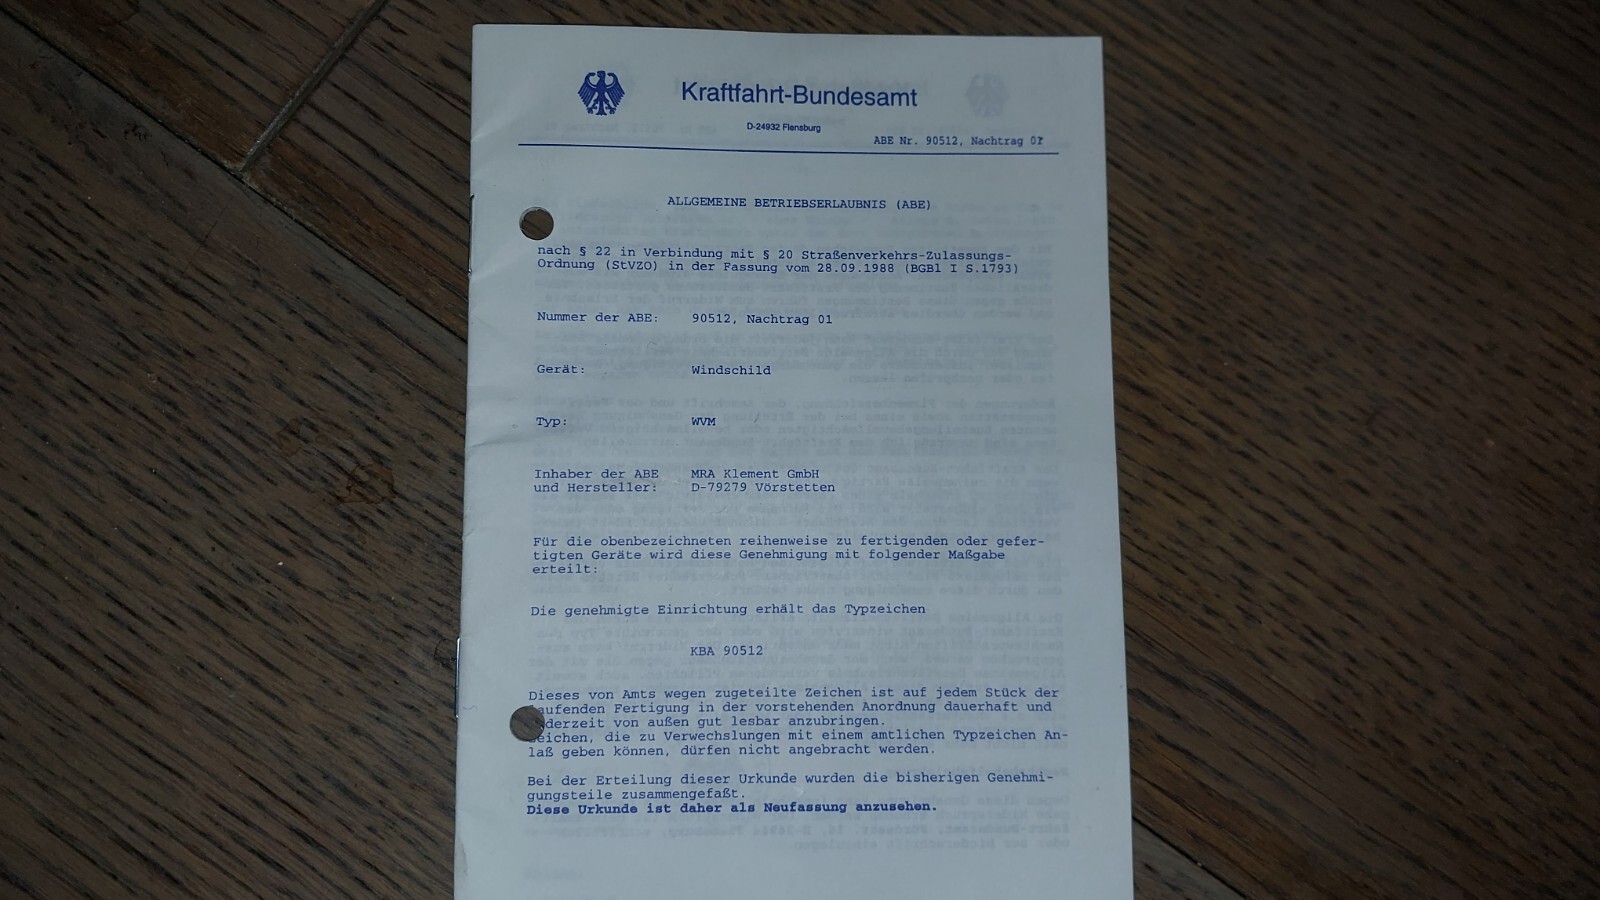 Kraftfahrt-Bundesamt
D-24932 Flensburg
ABE Nr. 90512, Nachtrag
ALLGEMEINE BETRIEBSERLAUBNIS (ABE)
nach § 22 in Verbindung mit § 20 Straßenverkehrs-Zulassungs-
Ordnung (StVZO) in der Fassung vom 28.09.1988 (BGBl I S.1793)
Nummer der ABE: 90512, Nachtrag 01
Gerät: Windschild
Typ: WVM
Inhaber der ABE MRA Klement GmbH
und Hersteller: D-79279 Vörstetten
Für die obenbezeichneten reihenweise zu fertigenden oder gefer-
tigten Geräte wird diese Genehmigung mit folgender Maßgabe
erteilt:
Die genehmigte Einrichtung erhält das Typzeichen
KBA 90512
Dieses von Amts wegen zugeteilte Zeichen ist auf jedem Stück der
laufenden Fertigung in der vorstehenden Anordnung dauerhaft und
jederzeit von außen gut lesbar anzubringen.
Zeichen, die zu Verwechslungen mit einem amtlichen Typzeichen An-
laß geben können, dürfen nicht angebracht werden.
Bei der Erteilung dieser Urkunde wurden die bisherigen Genehmi-
gungsteile zusammengefaßt.
Diese Urkunde ist daher als Neufassung anzusehen.